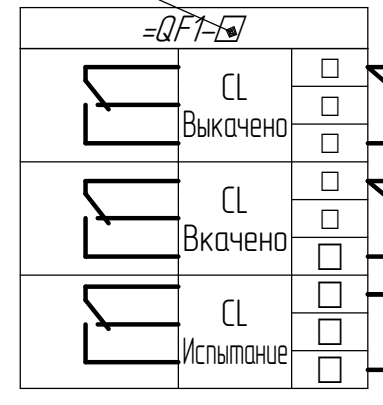 =QF1-
CL
Выкачено
CL
Вкачено
CL
Испытание